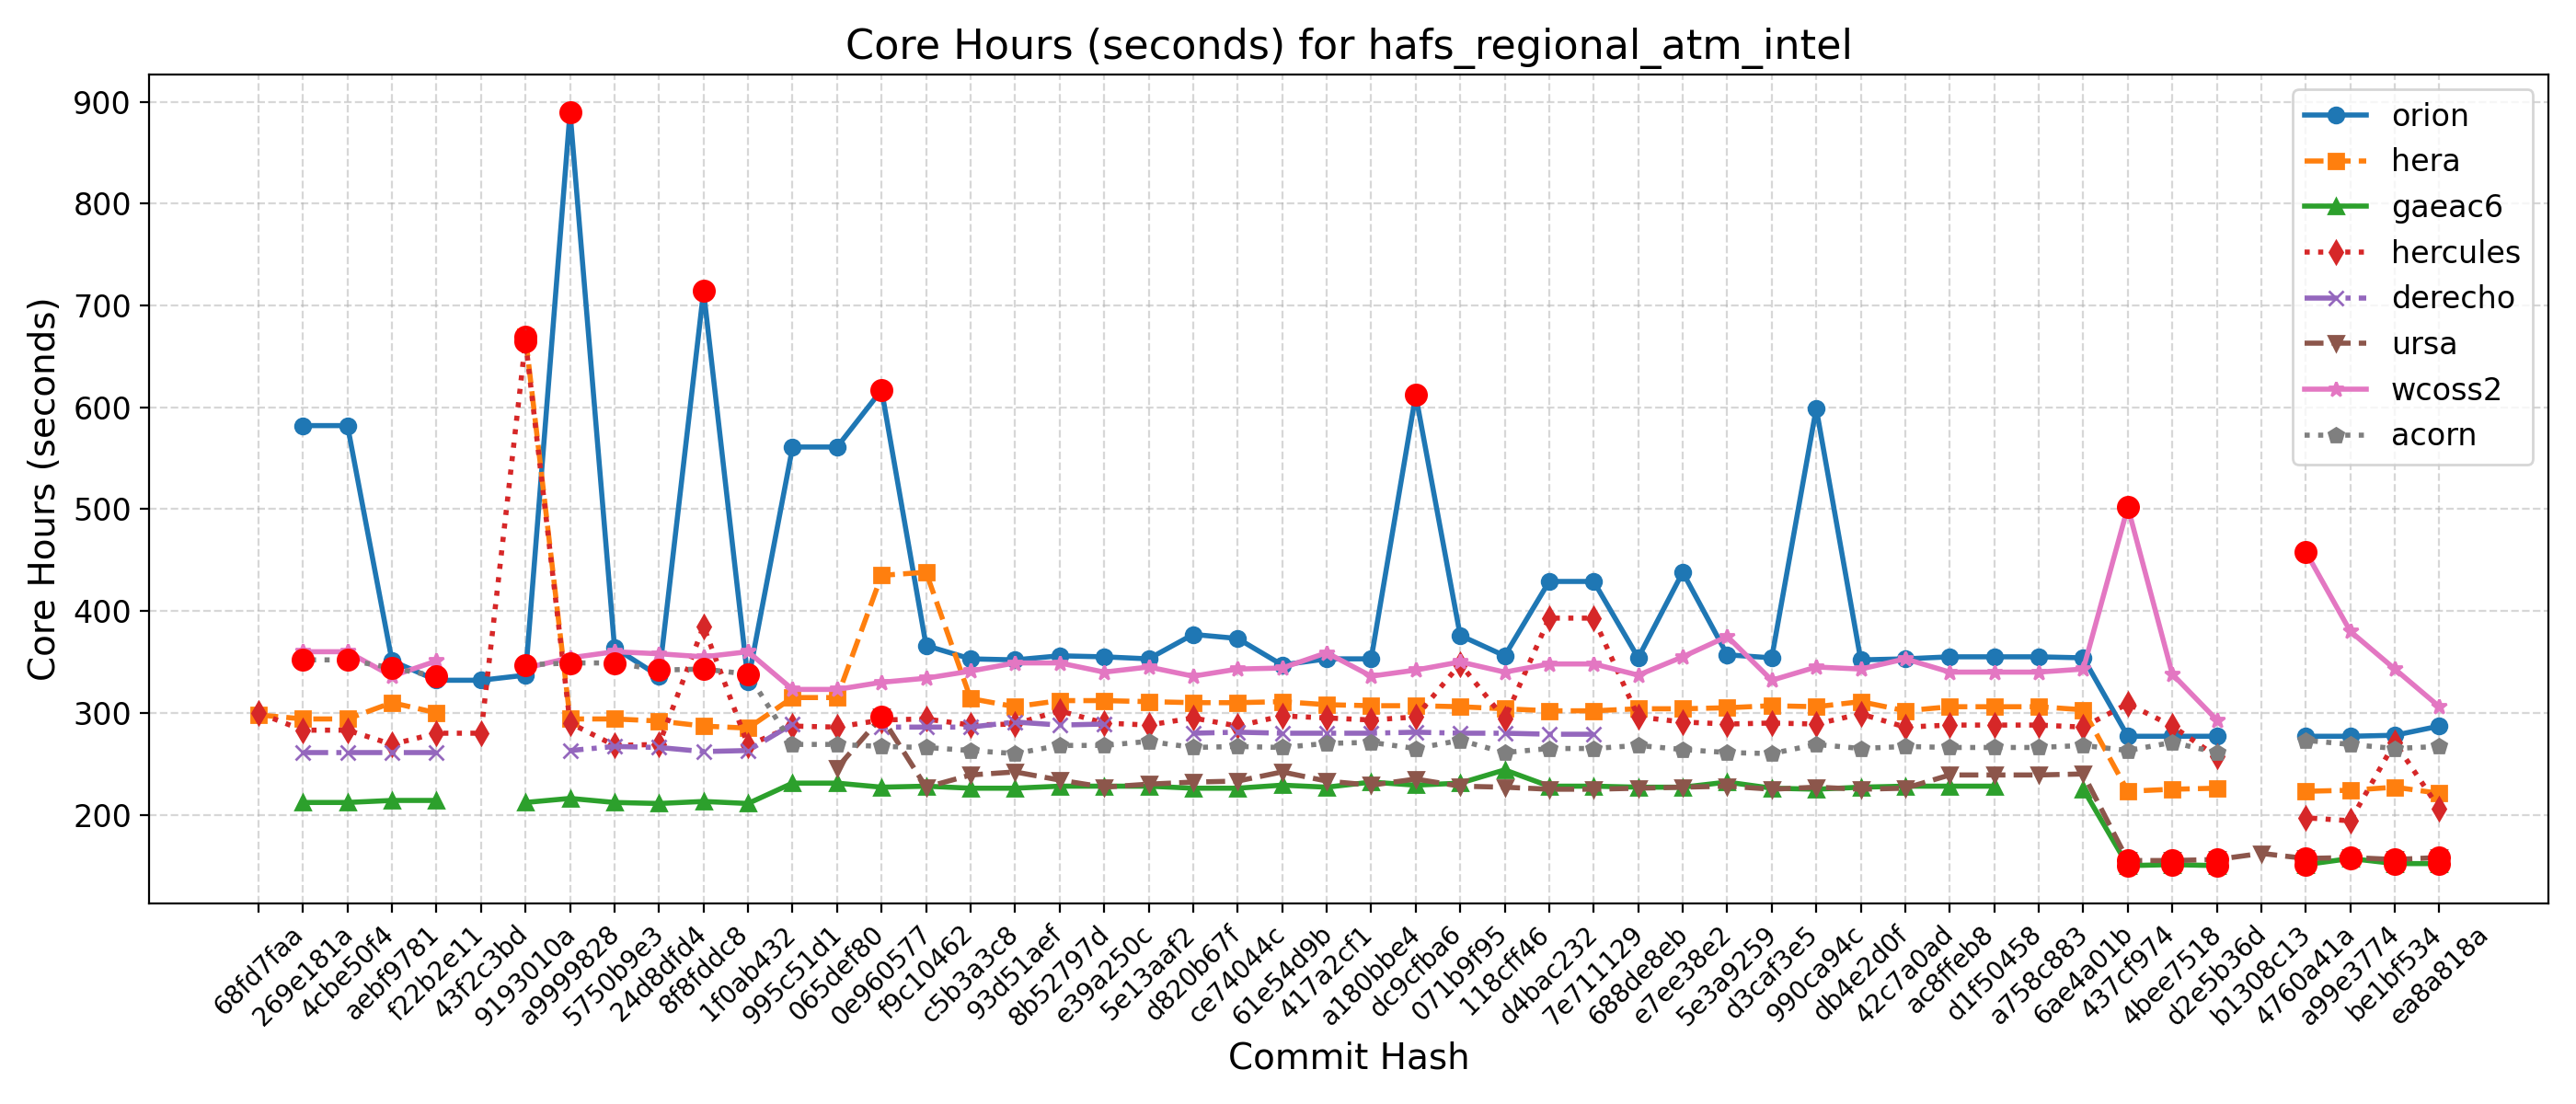 Core Hours (seconds) for hafs_regional_atm_intel
Core Hours (seconds)
900
800
700
600
500
400
300
200
orion
hera
gaeac6
hercules
derecho
ursa
wcoss2
acorn
68fd7faa
269e181a
4cbe50f4
aebf9781
f22b2e11
43f2c3bd
9193010a
a9999828
5750b9e3
24d8dfd4
8f8fddc8
1f0ab432
995c51d1
065def80
0e960577
f9c10462
c5b3a3c8
93d51aef
8b52797d
e39a250c
5e13aaf2
d820b67f
ce74044c
61e54d9b
417a2cf1
a180bbe4
dc9cfba6
071b9f95
118cff46
d4bac232
7e711129
688de8eb
e7ee38e2
5e3a9259
d3caf3e5
990ca94c
db4e2d0f
42c7a0ad
ac8ffeb8
d1f50458
a758c883
6ae4a01b
437cf974
4bee7518
d2e5b36d
b1308c13
4760a41a
a99e3774
be1bf534
ea8a818a
Commit Hash